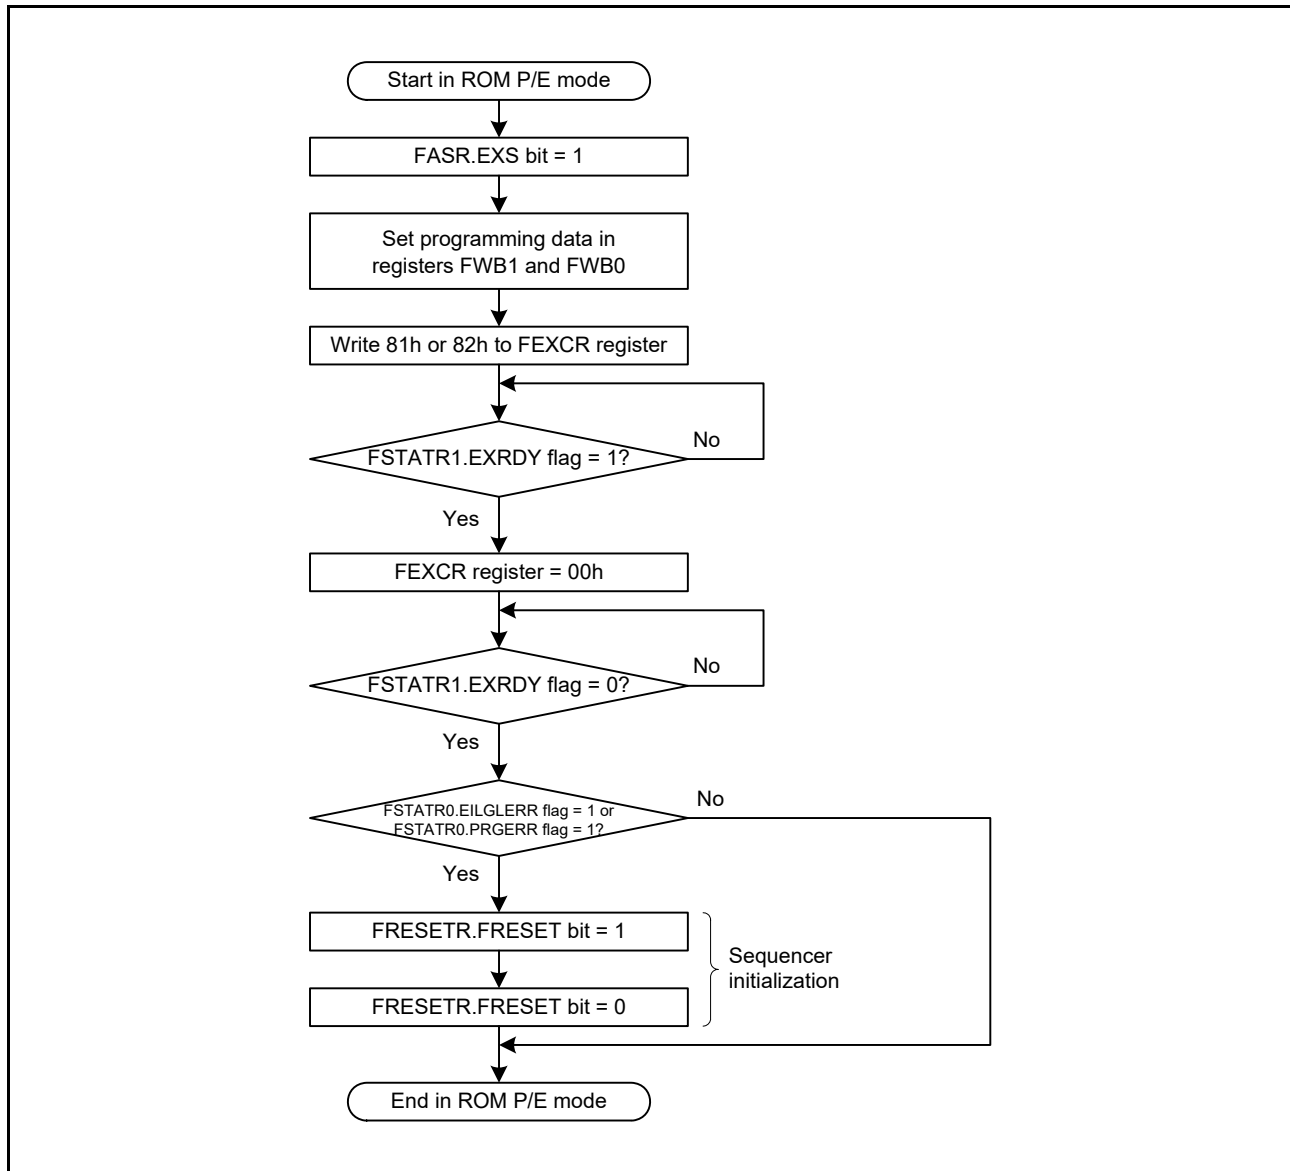 Start in ROM P/E mode
FASR.EXS bit = 1
Set programming data in
registers FWB1 and FWB0
Write 81h or 82h to FEXCR register
FSTATR1.EXRDY flag = 1?
No
Yes
FEXCR register = 00h
FSTATR1.EXRDY flag = 0?
No
Yes
FSTATR0.EILGLERR flag = 1 or
FSTATR0.PRGERR flag = 1?
No
Yes
FRESETR.FRESET bit = 1
FRESETR.FRESET bit = 0
Sequencer
initialization
End in ROM P/E mode